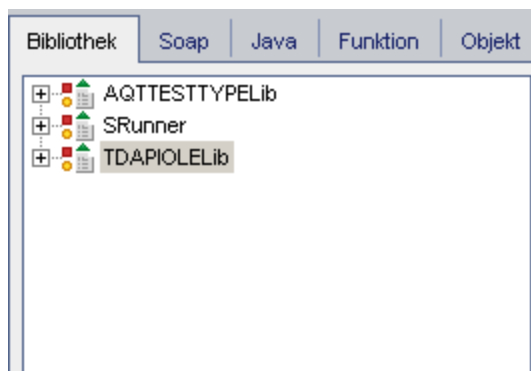 Bibliothek Soap Java Funktion Objekt
AQTTESTTYPELib
SRunner
TDAPIOLELib